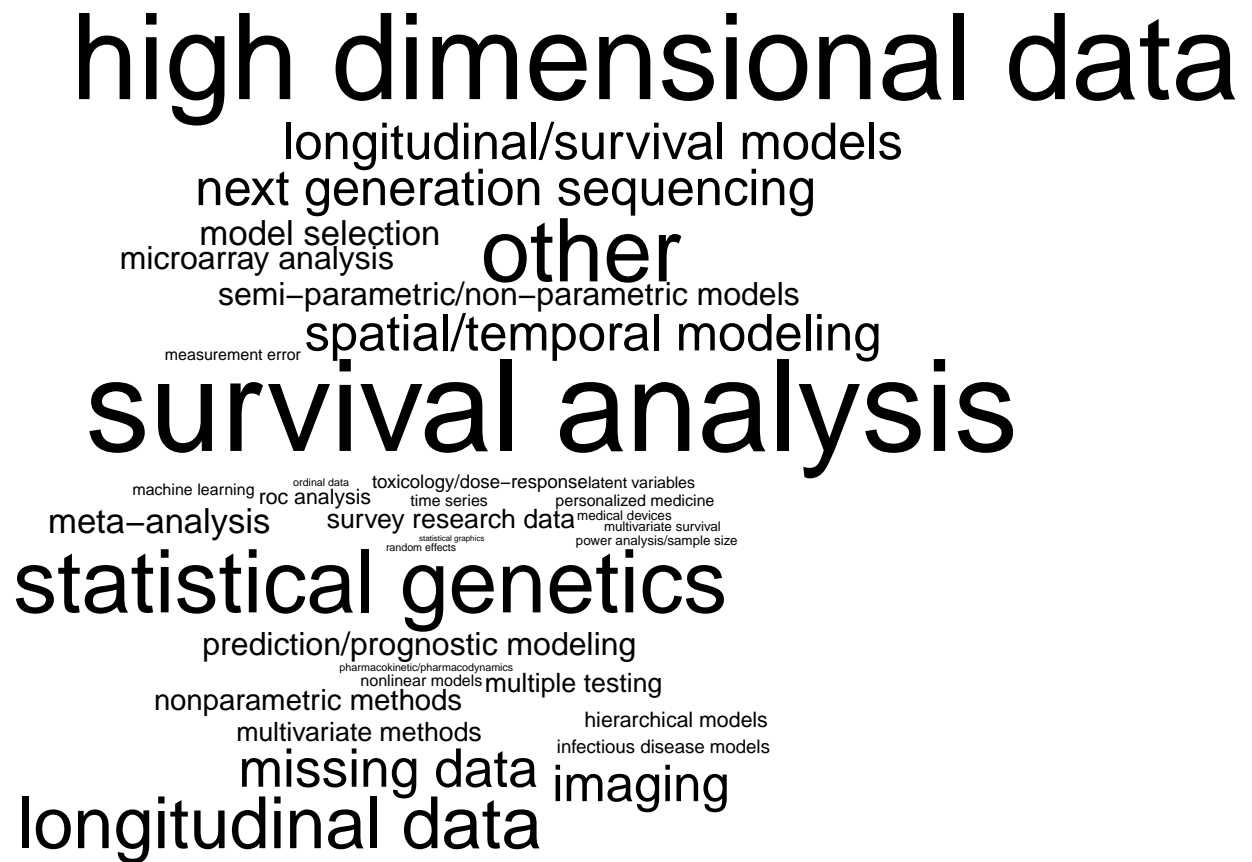 high dimensional data
longitudinal/survival models
next generation sequencing
model selection
other
microarray analysis
semi−parametric/non−parametric models
spatial/temporal modeling
measurement error
survival analysis
ordinal data
toxicology/dose−response
latent variables
machine learning
roc analysis
time series
personalized medicine
meta−analysis
survey research data
medical devices
multivariate survival
statistical graphics
power analysis/sample size
random effects
statistical genetics
prediction/prognostic modeling
pharmacokinetic/pharmacodynamics
nonlinear models
multiple testing
nonparametric methods
hierarchical models
multivariate methods
infectious disease models
missing data
imaging
longitudinal data